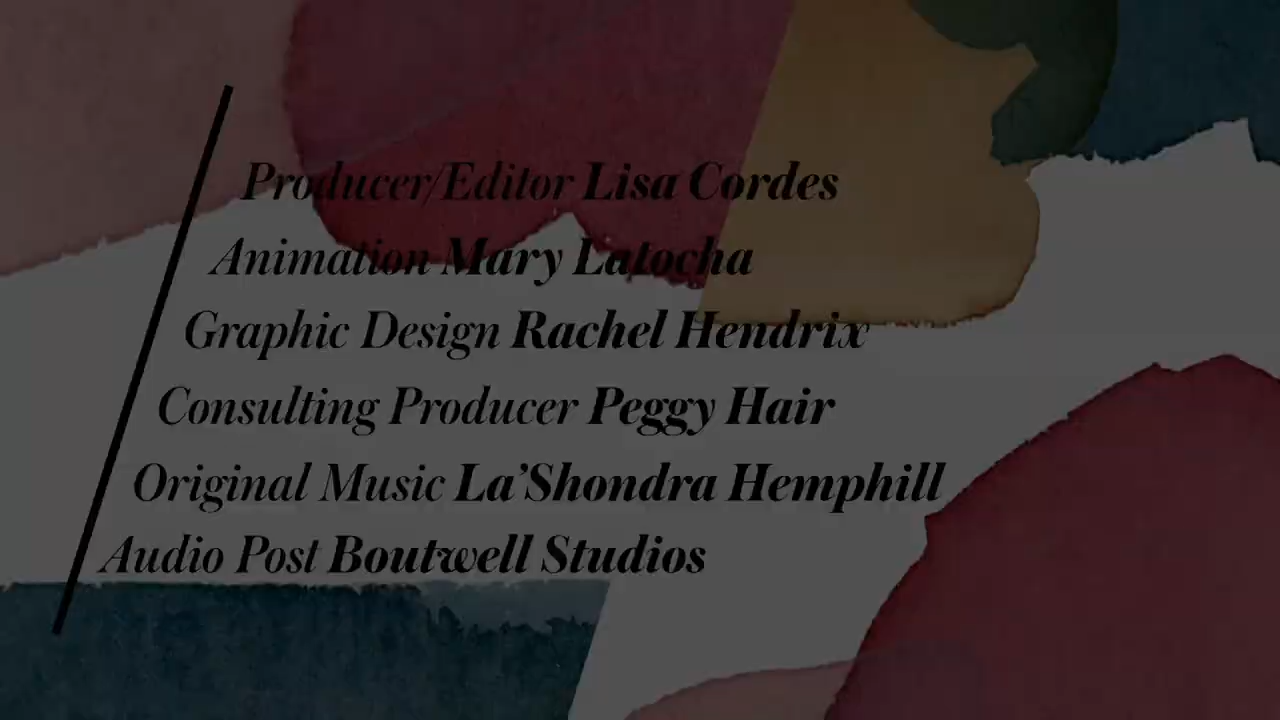 Producer/Editor Lisa Cordes
Animation Mary Latocha
Graphic Design Rachel Hendrix
Consulting Producer Peggy Hair
Original Music La’Shondra Hemphill
Audio Post Boutwell Studios